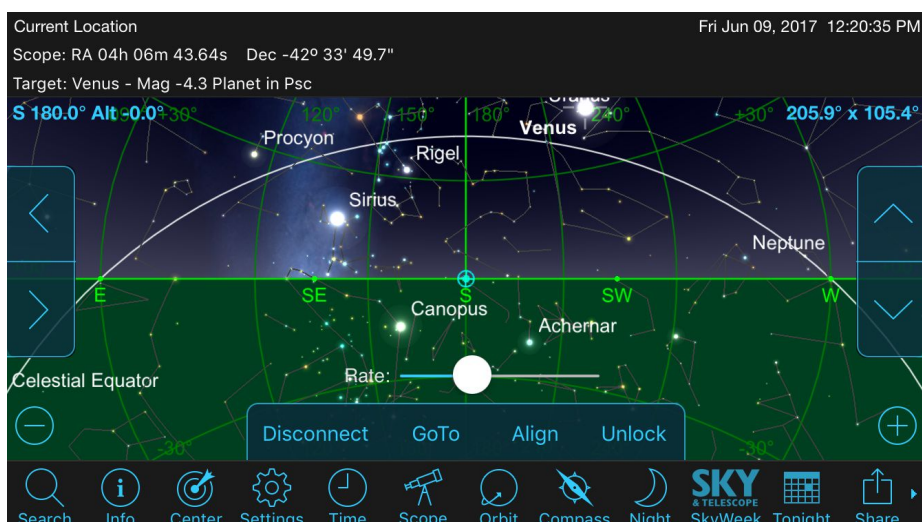 Current Location
Fri Jun 09, 2017 12:20:35 PM
Scope: RA 04h 06m 43.64s Dec -42º 33' 49.7"
Target: Venus - Mag -4.3 Planet in Psc
S 180.0° Alt -0.0°
+30°
120°
150°
180°
240°
+30°
205.9° x 105.4°
Uranus
Venus
Procyon
Rigel
Sirius
Neptune
E
SE
S
SW
W
Canopus
Achernar
Celestial Equator
Rate:
Disconnect
GoTo
Align
Unlock
-30°
-30°
SKY
& TELESCOPE
Search
Info
Center
Settings
Time
Scope
Orbit
Compass
Night
SkyWeek
Tonight
Share